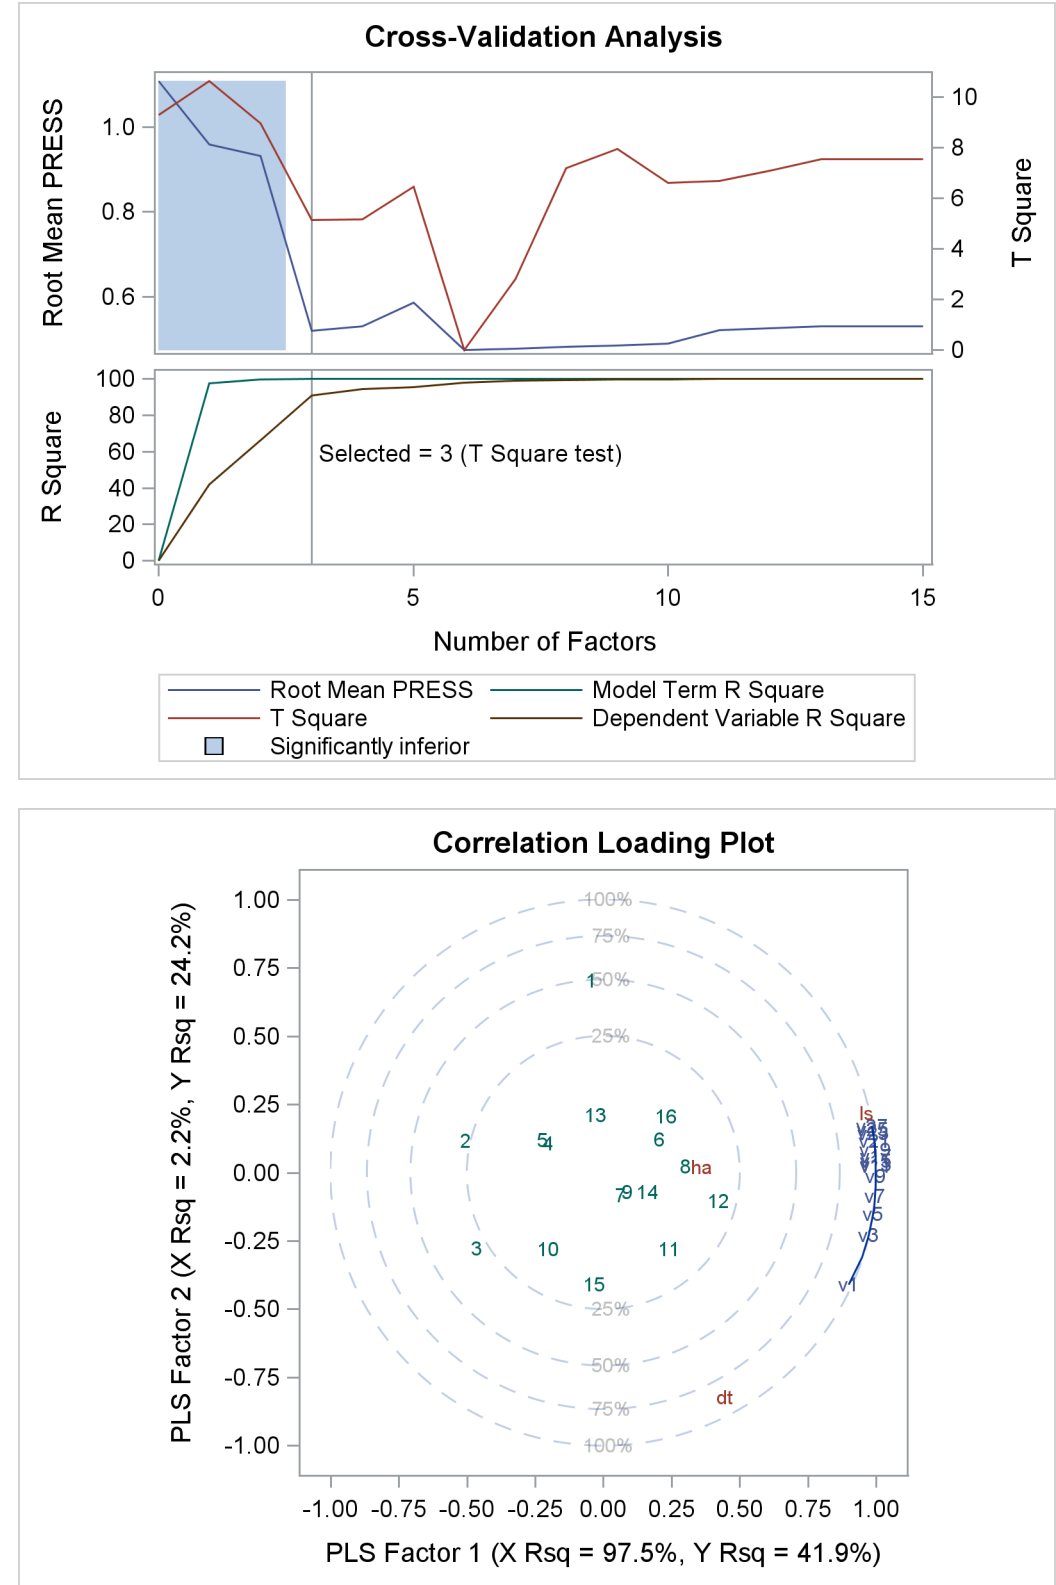 Cross-Validation Analysis
Root Mean PRESS
1.0
0.8
0.6
10
8
6
4
2
0
T Square
R Square
100
80
60
40
20
0
Selected = 3 (T Square test)
0 5 10 15
Number of Factors
Root Mean PRESS Model Term R Square
T Square Dependent Variable R Square
Significantly inferior
Correlation Loading Plot
PLS Factor 2 (X Rsq = 2.2%, Y Rsq = 24.2%)
1.00
0.75
0.50
0.25
0.00
-0.25
-0.50
-0.75
-1.00
100%
75%
1 50%
25%
ls
13 16
2 5 4 6
8 ha
v9
7 9 14 12 v7
v5
v3
3 10 11
15 v1
25%
50%
dt
75%
100%
-1.00 -0.75 -0.50 -0.25 0.00 0.25 0.50 0.75 1.00
PLS Factor 1 (X Rsq = 97.5%, Y Rsq = 41.9%)